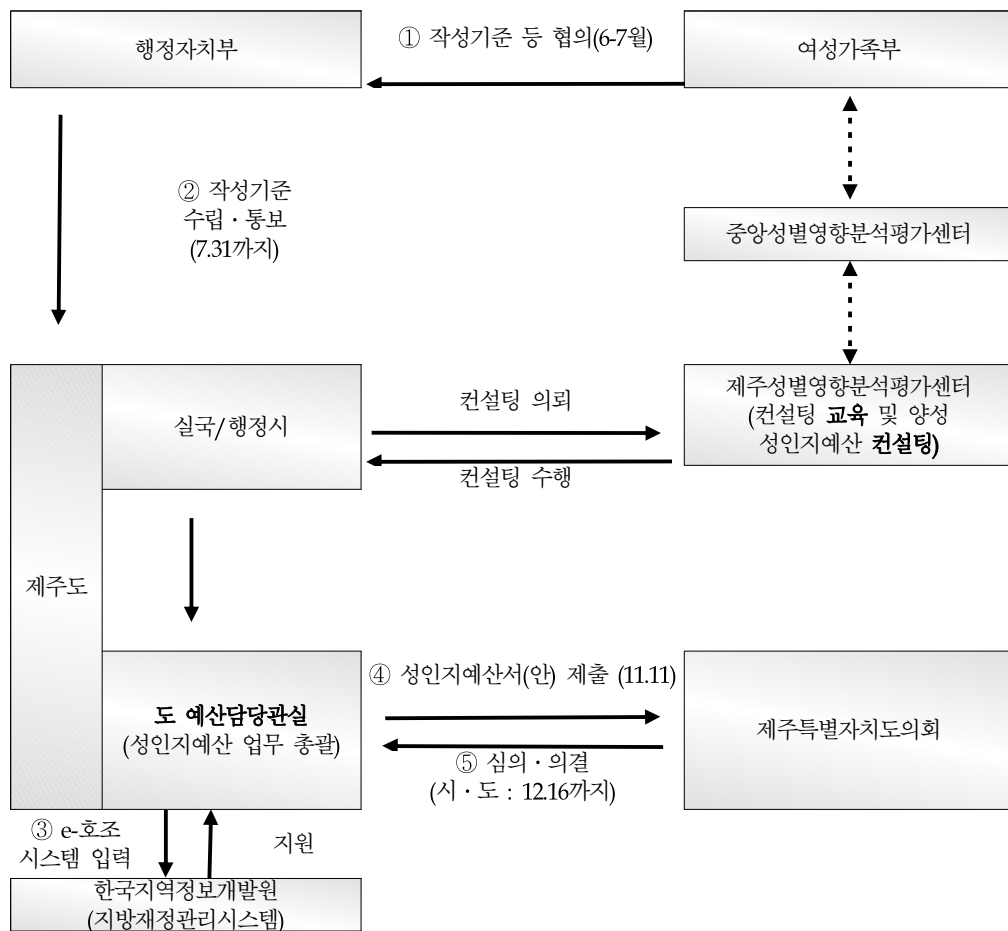 행정자치부
① 작성기준 등 협의(6-7월)
여성가족부
② 작성기준
수립·통보
(7.31까지)
중앙성별영향분석평가센터
제주도
실국/행정시
컨설팅 의뢰
컨설팅 수행
제주성별영향분석평가센터
(컨설팅 교육 및 양성
성인지예산 컨설팅)
도 예산담당관실
(성인지예산 업무 총괄)
④ 성인지예산서(안) 제출 (11.11)
⑤ 심의·의결
(시·도 : 12.16까지)
제주특별자치도의회
③ e-호조
시스템 입력
지원
한국지역정보개발원
(지방재정관리시스템)